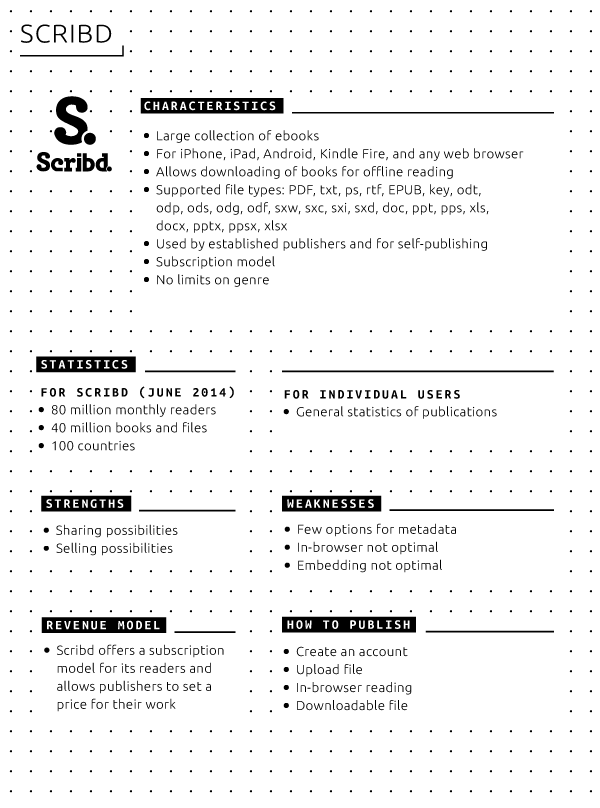 SCRIBD
S.
Scribd.
CHARACTERISTICS
• Large collection of ebooks
• For iPhone, iPad, Android, Kindle Fire, and any web browser
• Allows downloading of books for offline reading
• Supported file types: PDF, txt, ps, rtf, EPUB, key, odt,
odp, ods, odg, odf, sxw, sxc, sxi, sxd, doc, ppt, pps, xls,
docx, pptx, ppsx, xlsx
• Used by established publishers and for self-publishing
• Subscription model
• No limits on genre
STATISTICS
FOR SCRIBD (JUNE 2014)
• 80 million monthly readers
• 40 million books and files
• 100 countries
FOR INDIVIDUAL USERS
• General statistics of publications
STRENGTHS
• Sharing possibilities
• Selling possibilities
WEAKNESSES
• Few options for metadata
• In-browser not optimal
• Embedding not optimal
REVENUE MODEL
• Scribd offers a subscription
model for its readers and
allows publishers to set a
price for their work
HOW TO PUBLISH
• Create an account
• Upload file
• In-browser reading
• Downloadable file